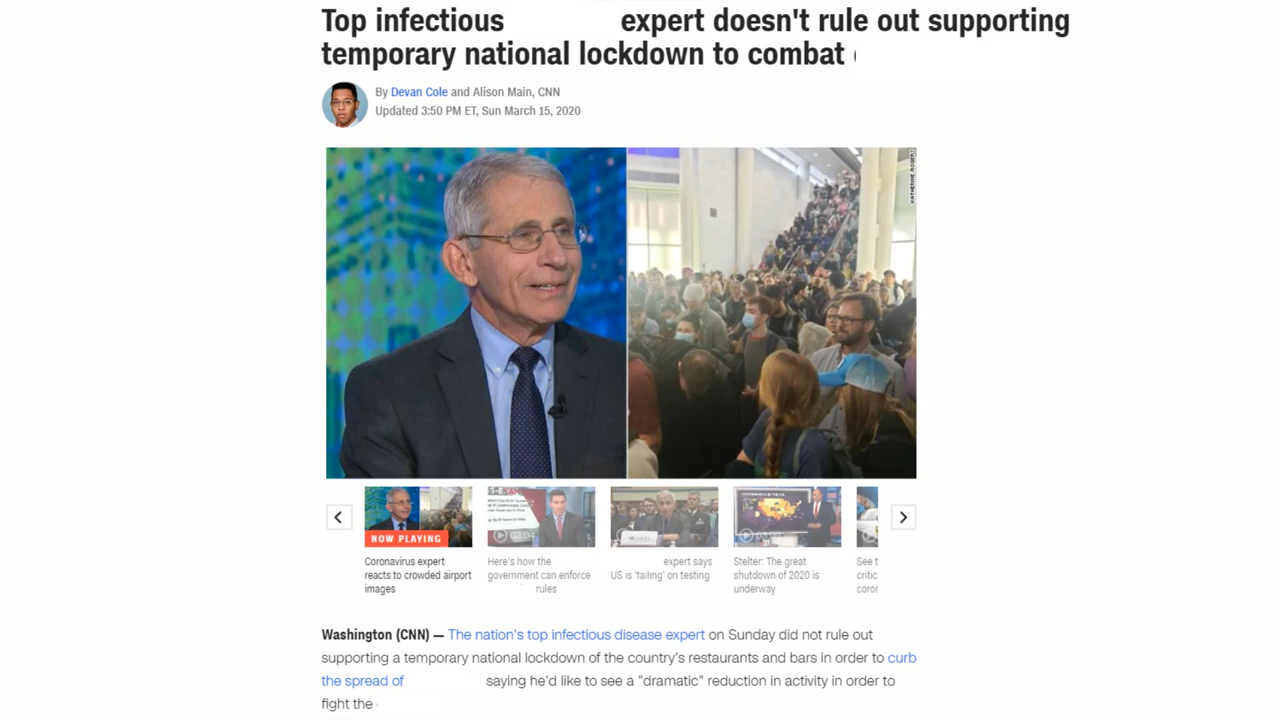 Top infectious expert doesn't rule out supporting
temporary national lockdown to combat
By Devan Cole and Alison Main, CNN
Updated 3:50 PM ET, Sun March 15, 2020
NOW PLAYING
Coronavirus expert
reacts to crowded airport
images
Here's how the
government can enforce
rules
expert says
US is 'failing' on testing
Stelter: The great
shutdown of 2020 is
underway
See t
critic
coror
Washington (CNN) — The nation's top infectious disease expert on Sunday did not rule out
supporting a temporary national lockdown of the country's restaurants and bars in order to curb
the spread of saying he'd like to see a "dramatic" reduction in activity in order to
fight the